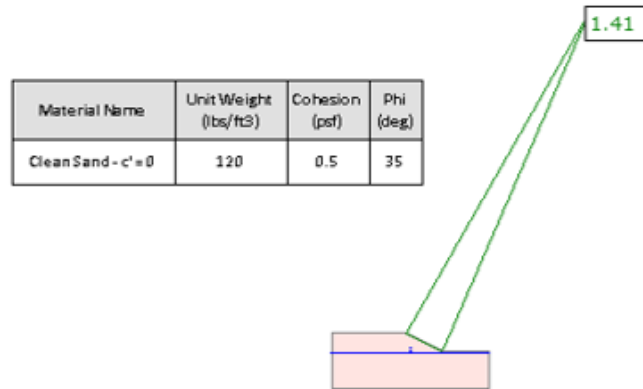 1.41
Material Name
Unit Weight
(lbs/ft3)
Cohesion
(psf)
Phi
(deg)
Clean Sand - c' = 0
120
0.5
35